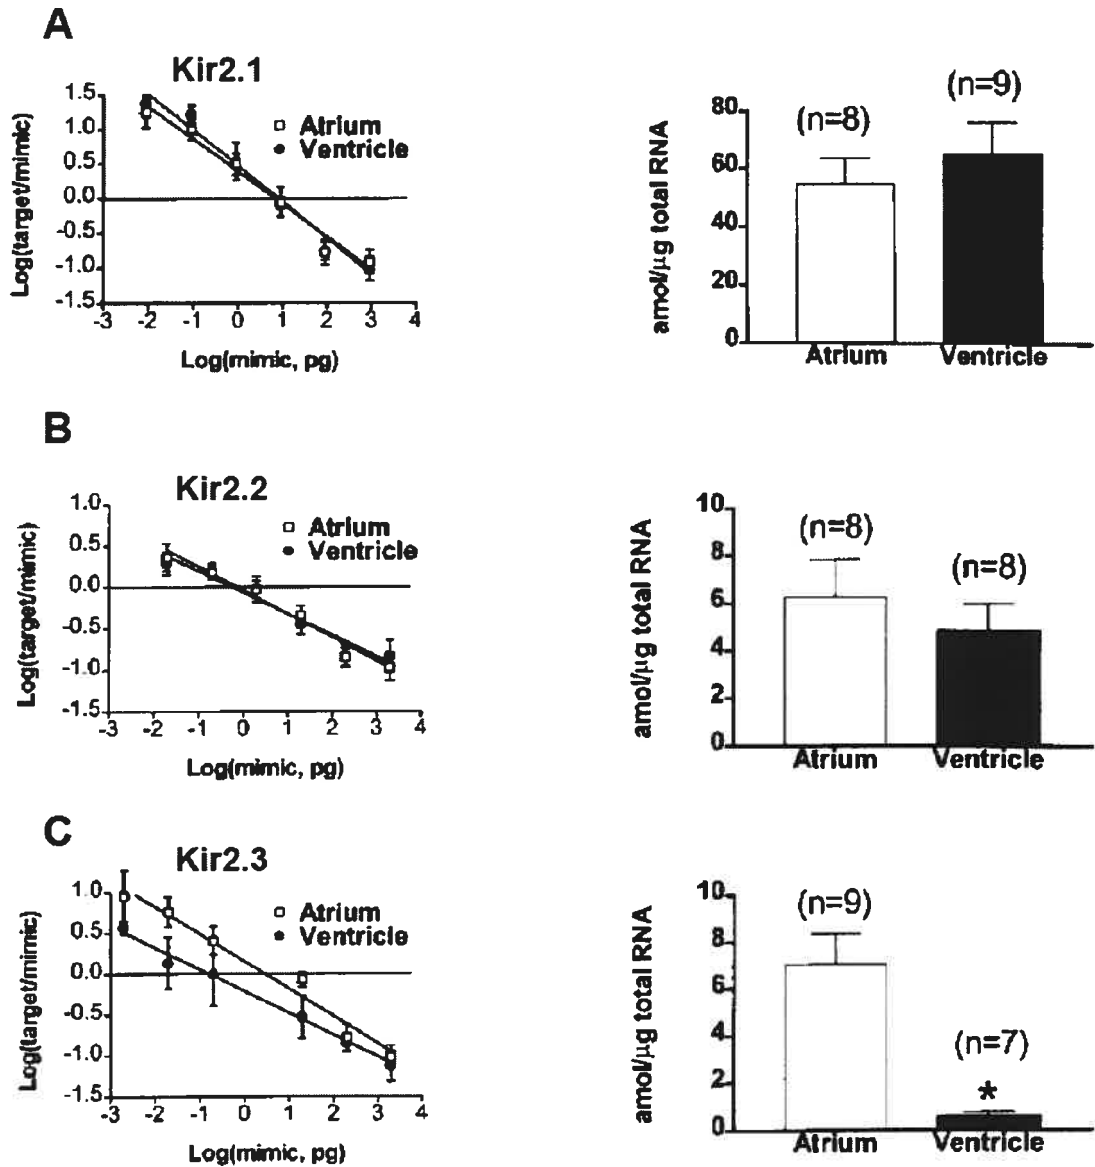 A
Kir2.1
Log(target/mimic)
1.5
1.0
0.5
0.0
-0.5
-1.0
-1.5
Atrium
Ventricle
-3 -2 -1 0 1 2 3 4
Log(mimic, pg)
amol/μg total RNA
80
60
40
20
0
(n=8)
(n=9)
Atrium Ventricle
B
Kir2.2
Log(target/mimic)
1.0
0.5
0.0
-0.5
-1.0
-1.5
Atrium
Ventricle
-3 -2 -1 0 1 2 3 4
Log(mimic, pg)
amol/μg total RNA
10
8
6
4
2
0
(n=8)
(n=8)
Atrium Ventricle
C
Kir2.3
Log(target/mimic)
1.0
0.5
0.0
-0.5
-1.0
-1.5
Atrium
Ventricle
-3 -2 -1 0 1 2 3 4
Log(mimic, pg)
amol/μg total RNA
10
8
6
4
2
0
(n=9)
(n=7)
*
Atrium Ventricle